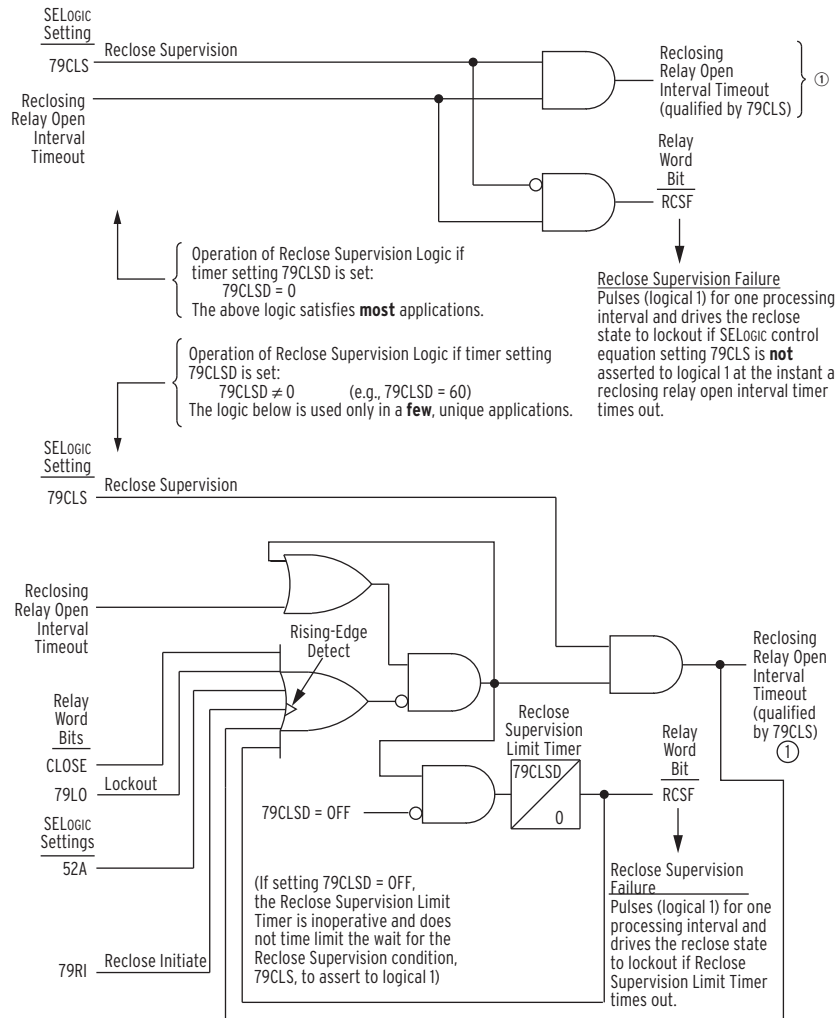 SELOGIC
Setting
79CLS
Reclose Supervision
Reclosing
Relay Open
Interval
Timeout
Reclosing
Relay Open
Interval Timeout
(qualified by 79CLS)
①
Relay
Word
Bit
RCSF
Operation of Reclose Supervision Logic if
timer setting 79CLSD is set:
79CLSD = 0
The above logic satisfies most applications.
Reclose Supervision Failure
Pulses (logical 1) for one processing
interval and drives the reclose
state to lockout if SELOGIC control
equation setting 79CLS is not
asserted to logical 1 at the instant a
reclosing relay open interval timer
times out.
Operation of Reclose Supervision Logic if timer setting
79CLSD is set:
79CLSD ≠ 0 (e.g., 79CLSD = 60)
The logic below is used only in a few, unique applications.
SELOGIC
Setting
79CLS
Reclose Supervision
Reclosing
Relay Open
Interval
Timeout
Rising-Edge
Detect
Reclosing
Relay Open
Interval
Timeout
(qualified
by 79CLS)
①
Relay
Word
Bits
CLOSE
79LO
Lockout
SELOGIC
Settings
52A
79RI
Reclose Initiate
Reclose
Supervision
Limit Timer
79CLSD
0
79CLSD = OFF
Relay
Word
Bit
RCSF
(If setting 79CLSD = OFF,
the Reclose Supervision Limit
Timer is inoperative and does
not time limit the wait for the
Reclose Supervision condition,
79CLS, to assert to logical 1)
Reclose Supervision
Failure
Pulses (logical 1) for one
processing interval and
drives the reclose state
to lockout if Reclose
Supervision Limit Timer
times out.